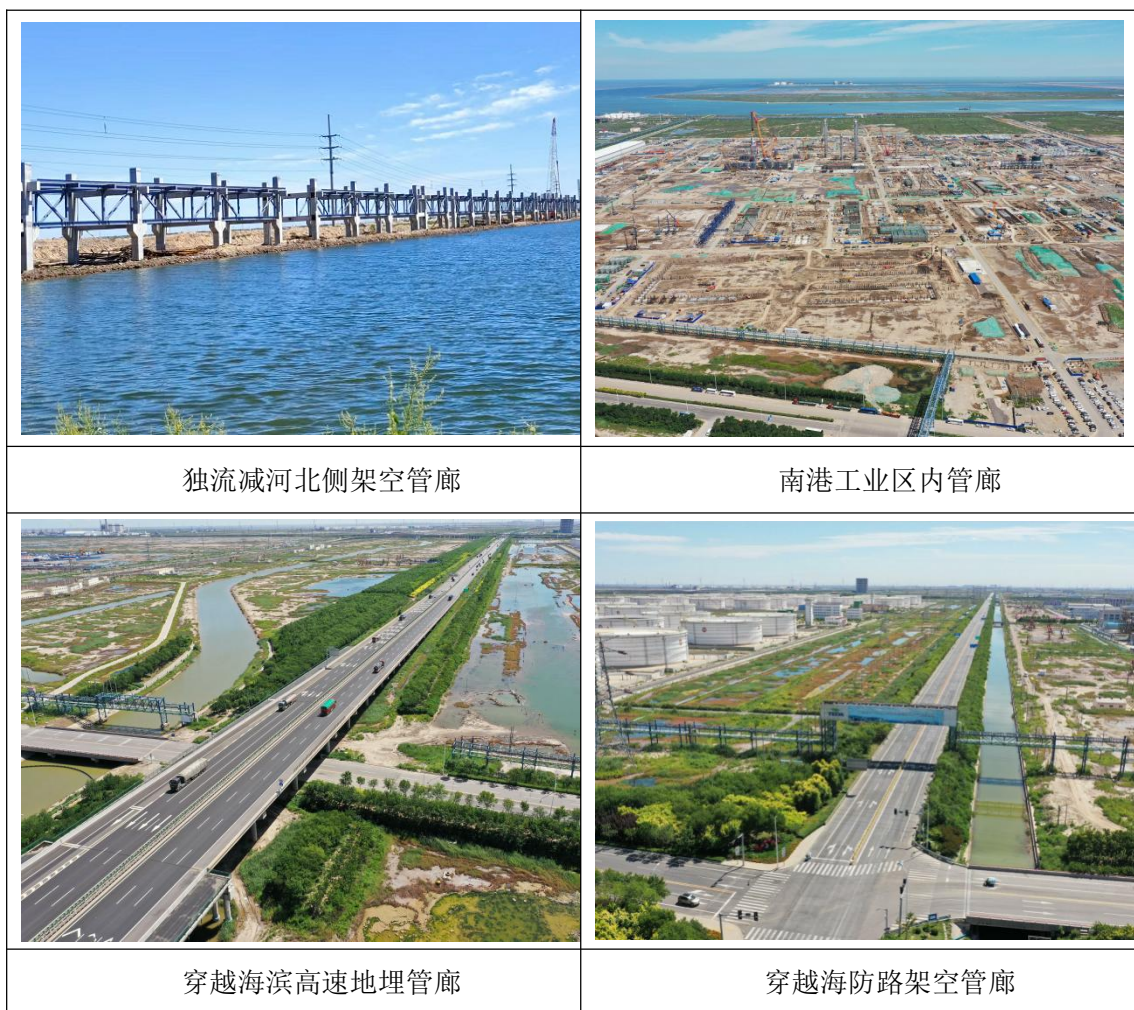 独流减河北侧架空管廊
南港工业区内管廊
穿越海滨高速地埋管廊
穿越海防路架空管廊